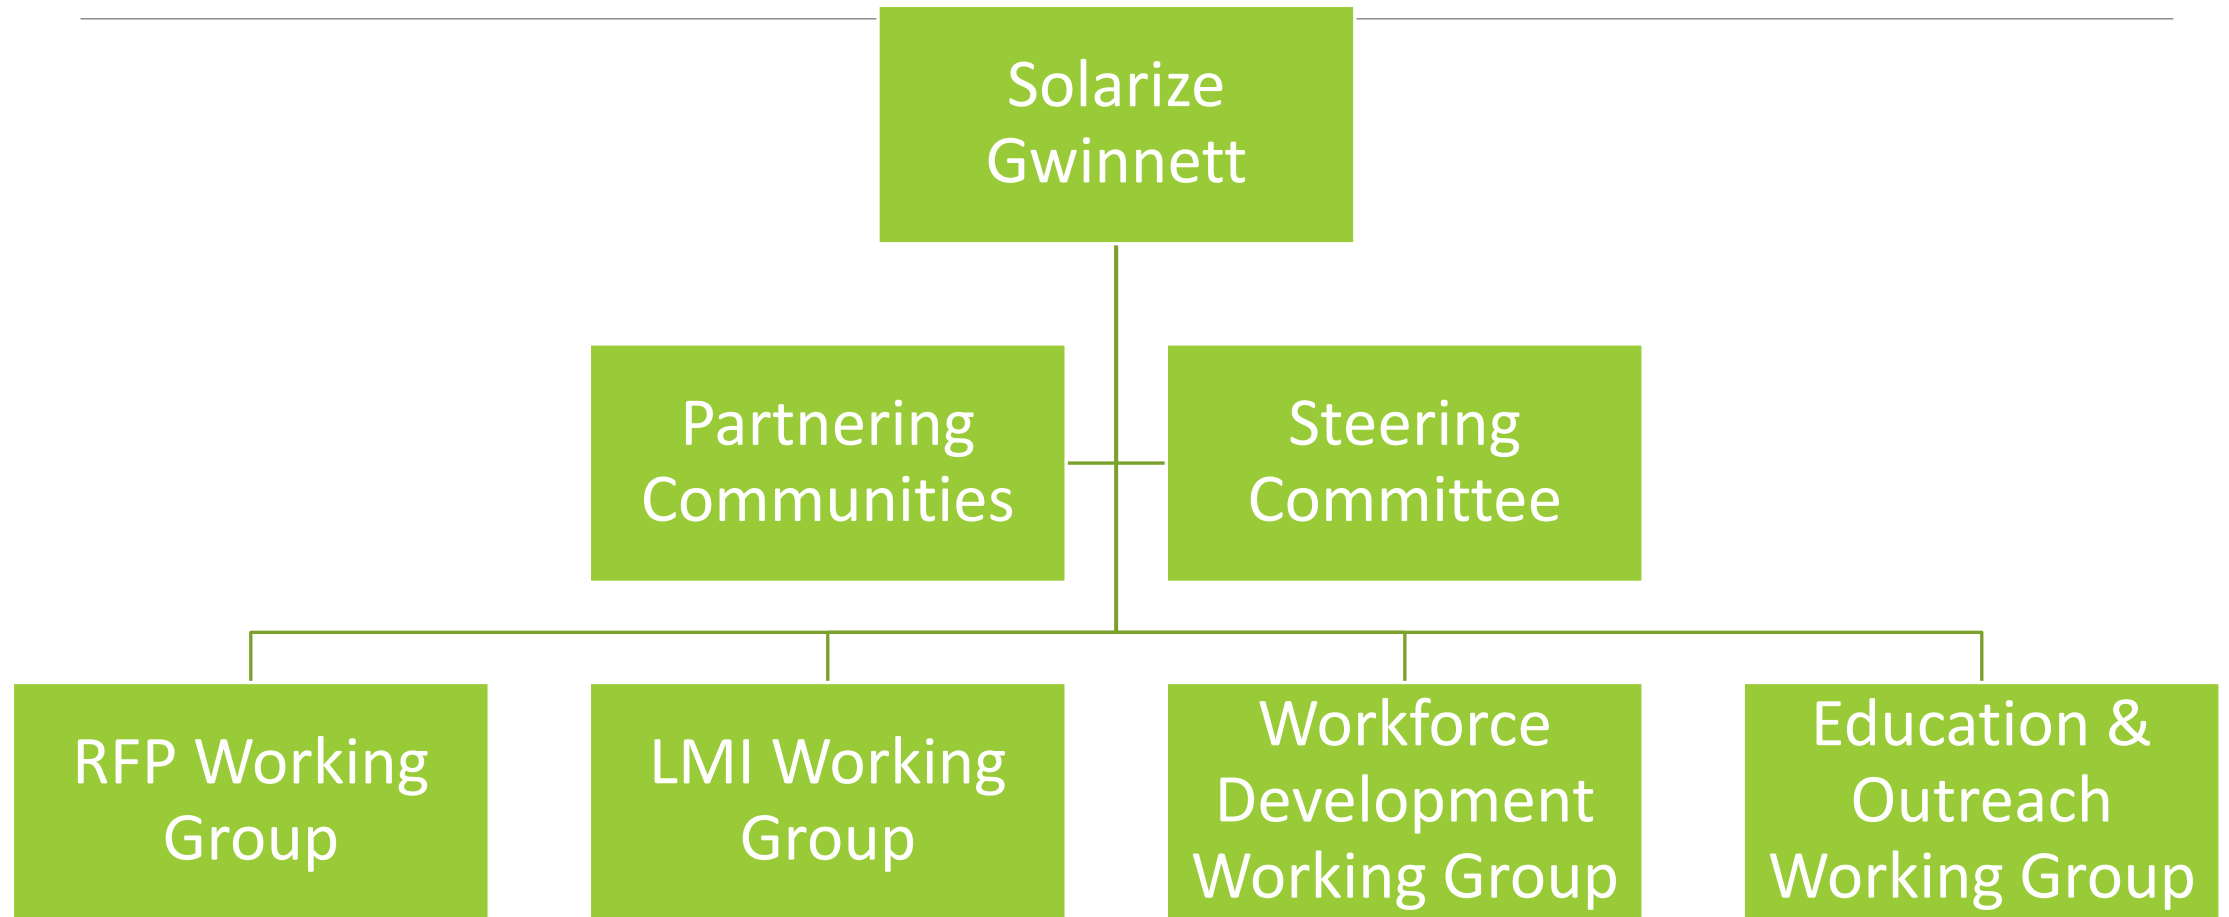 Solarize
Gwinnett
Partnering
Communities
Steering
Committee
RFP Working
Group
LMI Working
Group
Workforce
Development
Working Group
Education &
Outreach
Working Group